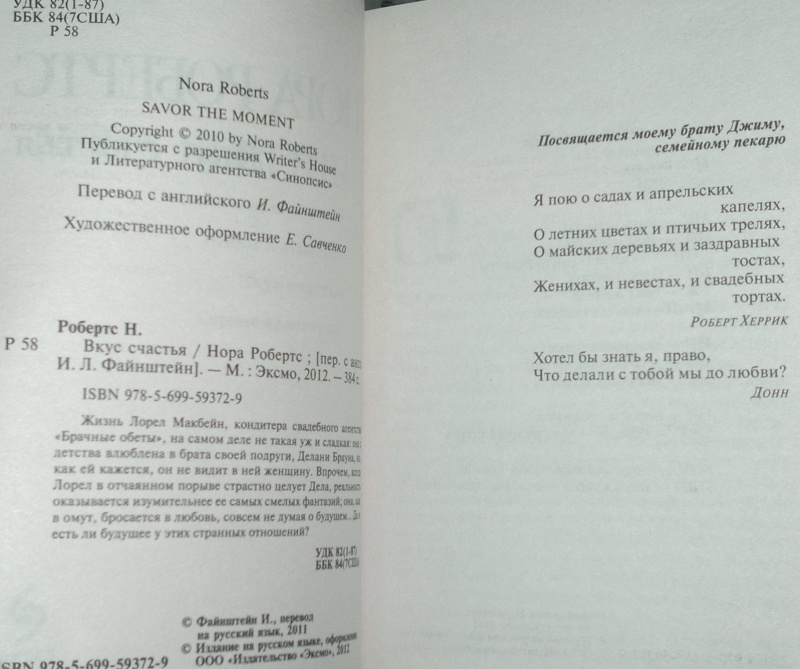 УДК 82(1-87)
ББК 84(7США)
Р 58
Nora Roberts
SAVOR THE MOMENT
Copyright © 2010 by Nora Roberts
Публикуется с разрешения Writer's House
и Литературного агентства «Синопсис»
Перевод с английского И. Файнштейн
Художественное оформление Е. Савченко
Робертс Н.
Р 58 Вкус счастья / Нора Робертс ; [пер. с англ.
И. Л. Файнштейн]. — М. : Эксмо, 2012. — 384 с.
ISBN 978-5-699-59372-9
Жизнь Лорел Макбейн, кондитера свадебного агентства
«Брачные обеты», на самом деле не такая уж и сладкая: она с
детства влюблена в брата своей подруги, Делани Брауна, но,
как ей кажется, он не видит в ней женщину. Впрочем, когда
Лорел в отчаянном порыве страстно целует Дела, реальность
оказывается изумительнее ее самых смелых фантазий; она, как
в омут, бросается в любовь, совсем не думая о будущем...
есть ли будущее у этих странных отношений?
УДК 82(1-87)
ББК 84(7США)
© Файнштейн И., перевод
на русский язык, 2011
© Издание на русском языке, оформление
ООО «Издательство «Эксмо», 2012
ISBN 978-5-699-59372-9
Посвящается моему брату Джиму,
семейному пекарю
Я пою о садах и апрельских
капелях,
О летних цветах и птичьих трелях,
О майских деревьях и заздравных
тостах,
Женихах, и невестах, и свадебных
тортах.
Роберт Херрик
Хотел бы знать я, право,
Что делали с тобой мы до любви?
Донн